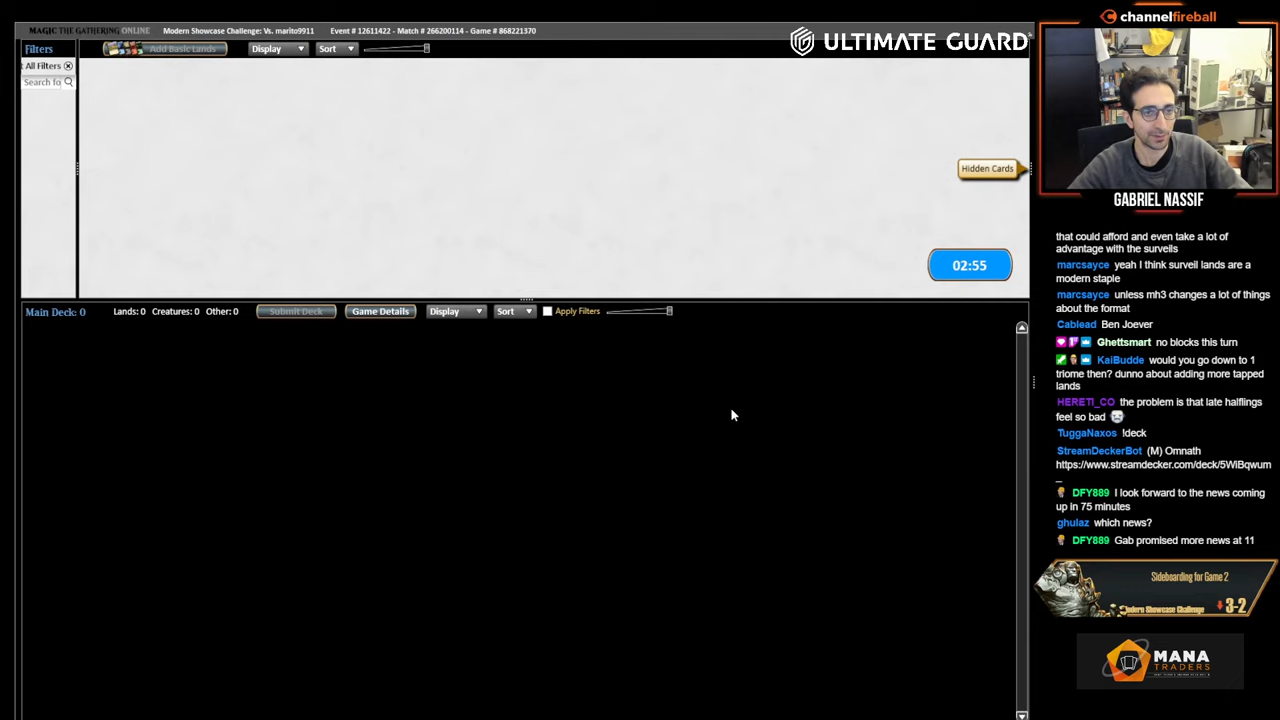 MAGIC THE GATHERING ONLINE Modern Showcase Challenge: Vs. marito9911 Event # 12611422 - Match # 266200114 - Game # 868221370
Filters
Add Basic Lands Display Sort
All Filters
Search fo
ULTIMATE GUARD
Hidden Cards
02:55
Main Deck: 0 Lands: 0 Creatures: 0 Other: 0 Submit Deck Game Details Display Sort Apply Filters
channelfireball
GABRIEL NASSIF
that could afford and even take a lot of
advantage with the surveils
marcsayce yeah I think surveil lands are a
modern staple
marcsayce unless mh3 changes a lot of things
about the format
Cablead Ben Joever
Ghettsmart no blocks this turn
KaiBudde would you go down to 1
triome then? dunno about adding more tapped
lands
HERETI_CO the problem is that late halflings
feel so bad
TuggaNaxos !deck
StreamDeckerBot (M) Omnath
https://www.streamdecker.com/deck/5WiBqwum
_
DFY889 I look forward to the news coming
up in 75 minutes
ghulaz which news?
DFY889 Gab promised more news at 11
Sideboarding for Game 2
Modern Showcase Challenge 3-2
MANA
TRADERS